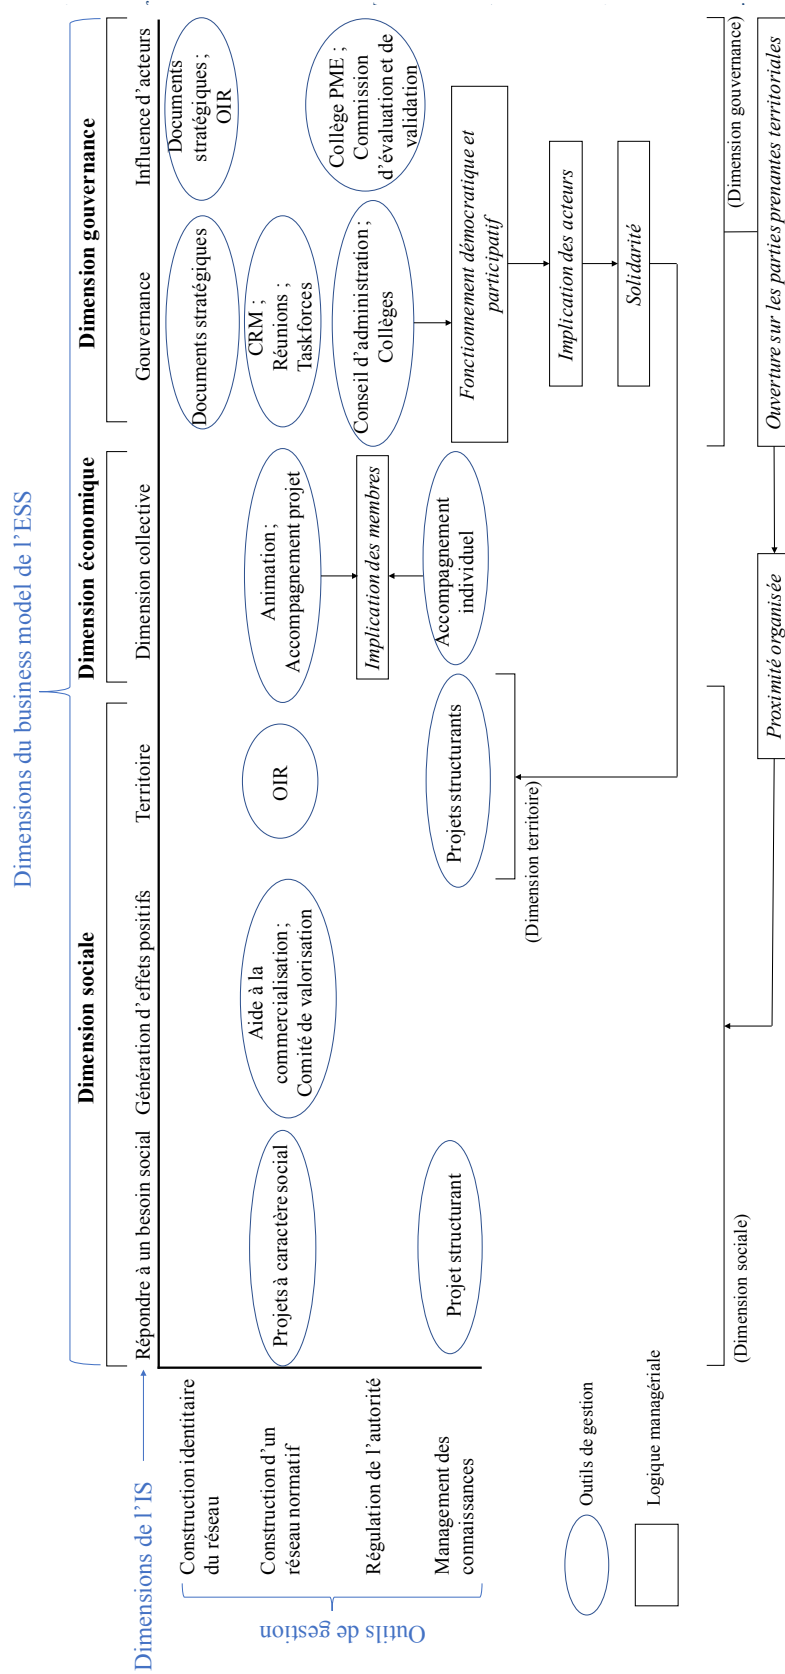 Dimensions du business model de l’ESS
Dimension sociale
Dimension économique
Dimension gouvernance
Dimensions de l’IS
Répondre à un besoin social
Génération d’effets positifs
Territoire
Dimension collective
Gouvernance
Influence d’acteurs
Outils de gestion
Construction identitaire
du réseau
Documents stratégiques
Documents
stratégiques ;
OIR
Construction d’un
réseau normatif
Projets à caractère social
Aide à la
commercialisation ;
Comité de valorisation
OIR
Animation ;
Accompagnement projet
CRM ;
Réunions ;
Taskforces
Régulation de l’autorité
Implication des membres
Conseil d’administration ;
Collèges
Collège PME ;
Commission
d’évaluation et de
validation
Management des
connaissances
Projet structurant
Projets structurants
Accompagnement
individuel
Fonctionnement démocratique et
participatif
(Dimension territoire)
Implication des acteurs
Solidarité
Outils de gestion
Logique managériale
(Dimension sociale)
(Dimension gouvernance)
Proximité organisée
Ouverture sur les parties prenantes territoriales